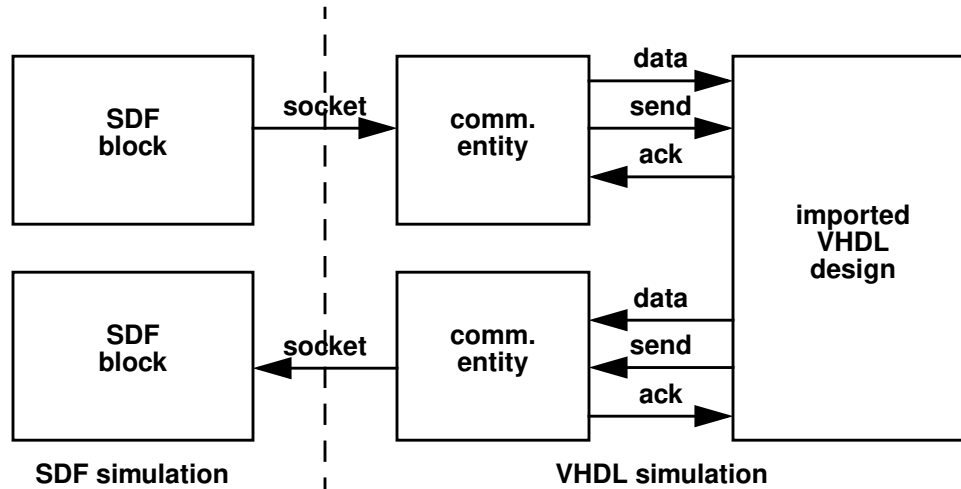 SDF
block
socket
comm.
entity
data
send
ack
imported
VHDL
design
SDF
block
socket
comm.
entity
data
send
ack
SDF simulation
VHDL simulation